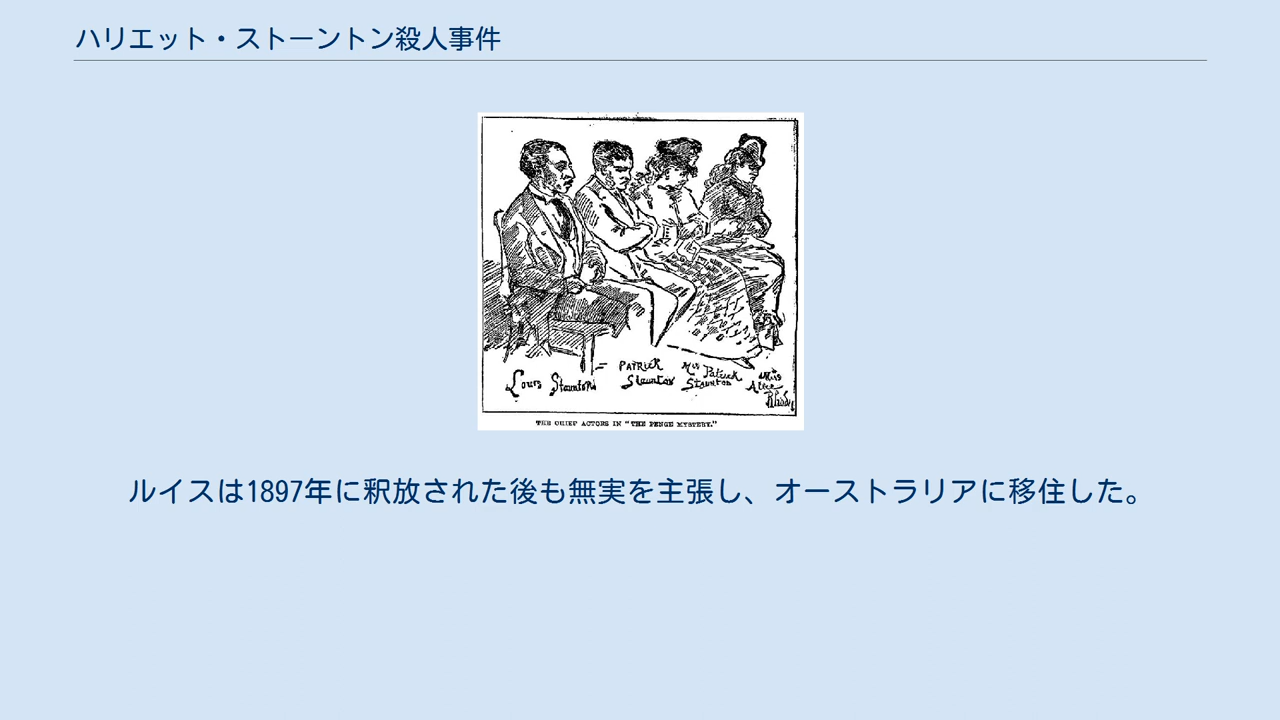 ハリエット・ストーントン殺人事件
Louis Staunton
PATRICK Staunton
Mrs Patrick Staunton
Miss Alice Rhodes
THE CHIEF ACTORS IN "THE PENGE MYSTERY."
ルイスは1897年に釈放された後も無実を主張し、オーストラリアに移住した。